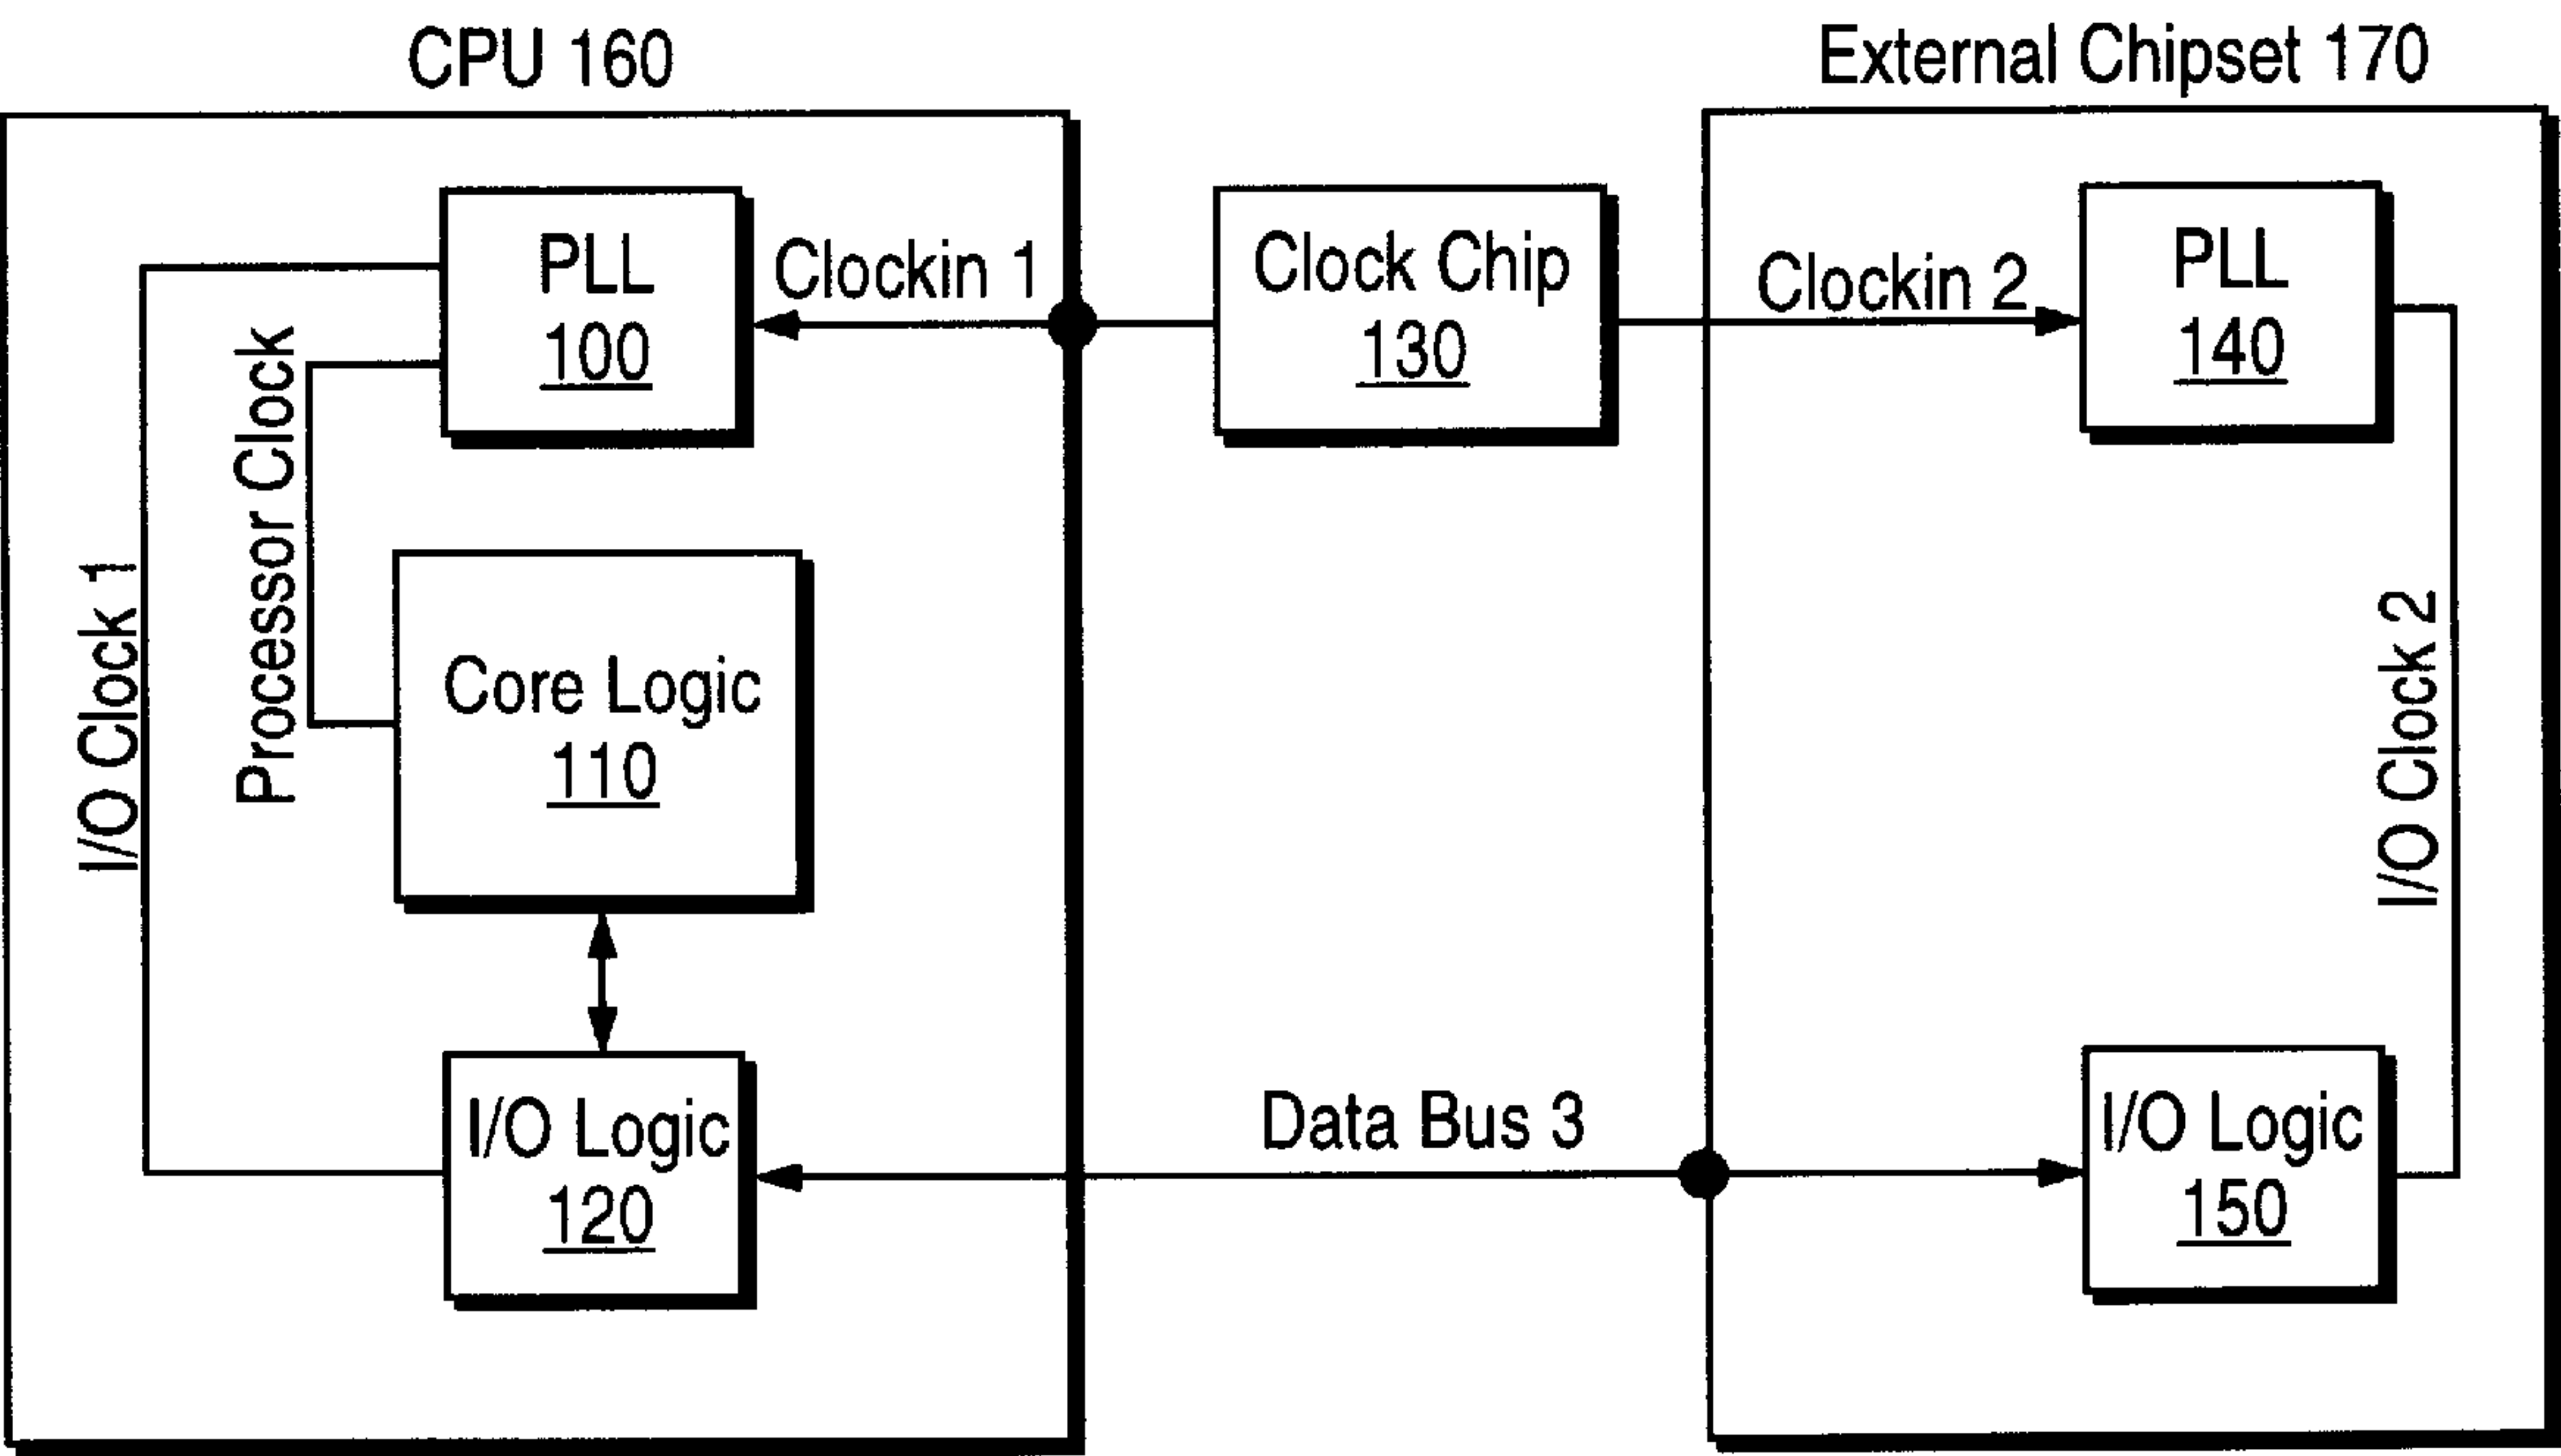 CPU 160
External Chipset 170
PLL
100
Clockin 1
Clock Chip
130
Clockin 2
PLL
140
Processor Clock
I/O Clock 1
Core Logic
110
I/O Clock 2
I/O Logic
120
Data Bus 3
I/O Logic
150